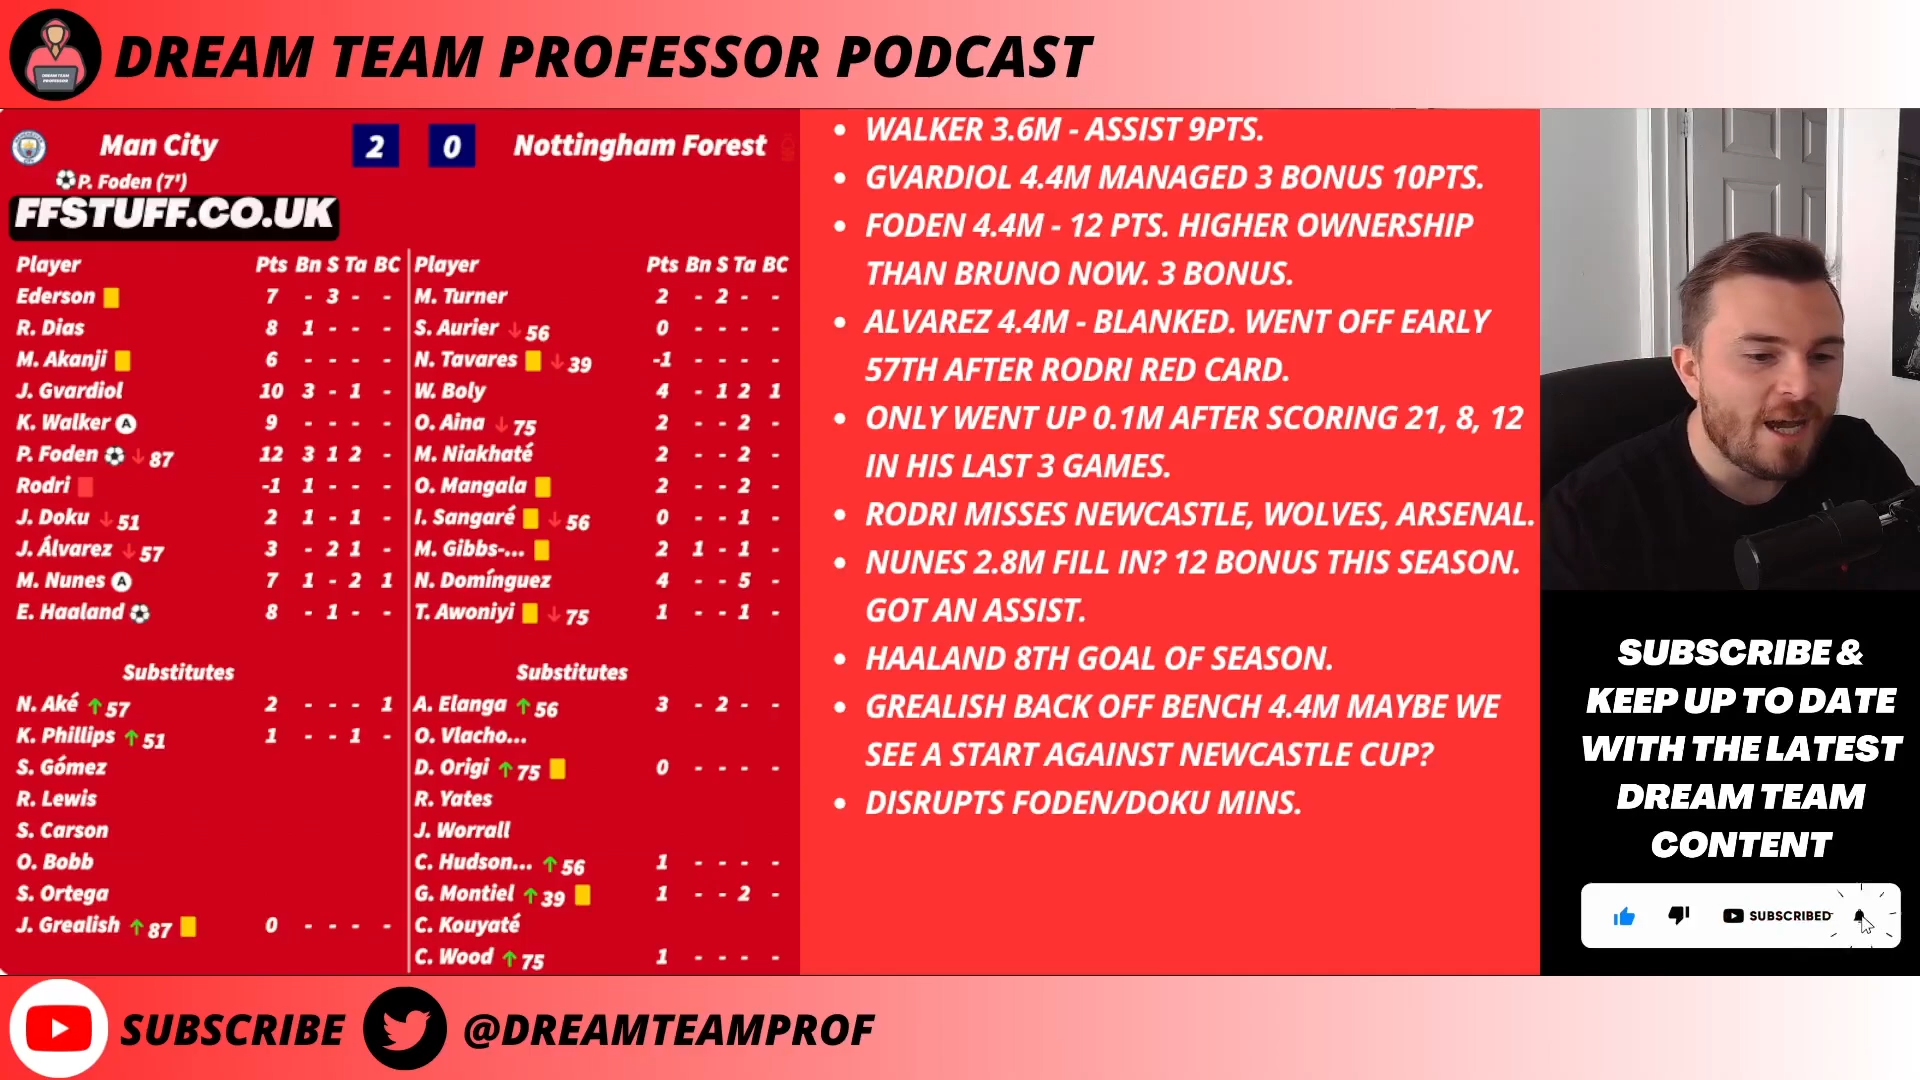 DREAM TEAM PROFESSOR PODCAST
DREAM TEAM
PROFESSOR
Man City 2 0 Nottingham Forest
P. Foden (7')
FFSTUFF.CO.UK
Player Pts Bn S Ta BC
Ederson 7 - 3 - -
R. Dias 8 1 - - -
M. Akanji 6 - - - -
J. Gvardiol 10 3 - 1 -
K. Walker A 9 - - - -
P. Foden 87 12 3 1 2 -
Rodri -1 1 - - -
J. Doku 51 2 1 - 1 -
J. Álvarez 57 3 - 2 1 -
M. Nunes A 7 1 - 2 1
E. Haaland 8 - 1 - -
Substitutes
N. Aké 57 2 - - - 1
K. Phillips 51 1 - - 1 -
S. Gómez
R. Lewis
S. Carson
O. Bobb
S. Ortega
J. Grealish 87 0 - - - -
Player Pts Bn S Ta BC
M. Turner 2 - 2 - -
S. Aurier 56 0 - - - -
N. Tavares 39 -1 - - - -
W. Boly 4 - 1 2 1
O. Aina 75 2 - - 2 -
M. Niakhaté 2 - - 2 -
O. Mangala 2 - - 2 -
I. Sangaré 56 0 - - 1 -
M. Gibbs-... 2 1 - 1 -
N. Domínguez 4 - - 5 -
T. Awoniyi 75 1 - - 1 -
Substitutes
A. Elanga 56 3 - 2 - -
O. Vlacho...
D. Origi 75 0 - - - -
R. Yates
J. Worrall
C. Hudson... 56 1 - - - -
G. Montiel 39 1 - - 2 -
C. Kouyaté
C. Wood 75 1 - - - -
• WALKER 3.6M - ASSIST 9PTS.
• GVARDIOL 4.4M MANAGED 3 BONUS 10PTS.
• FODEN 4.4M - 12 PTS. HIGHER OWNERSHIP
THAN BRUNO NOW. 3 BONUS.
• ALVAREZ 4.4M - BLANKED. WENT OFF EARLY
57TH AFTER RODRI RED CARD.
• ONLY WENT UP 0.1M AFTER SCORING 21, 8, 12
IN HIS LAST 3 GAMES.
• RODRI MISSES NEWCASTLE, WOLVES, ARSENAL.
• NUNES 2.8M FILL IN? 12 BONUS THIS SEASON.
GOT AN ASSIST.
• HAALAND 8TH GOAL OF SEASON.
• GREALISH BACK OFF BENCH 4.4M MAYBE WE
SEE A START AGAINST NEWCASTLE CUP?
• DISRUPTS FODEN/DOKU MINS.
SUBSCRIBE &
KEEP UP TO DATE
WITH THE LATEST
DREAM TEAM
CONTENT
SUBSCRIBED
SUBSCRIBE @DREAMTEAMPROF